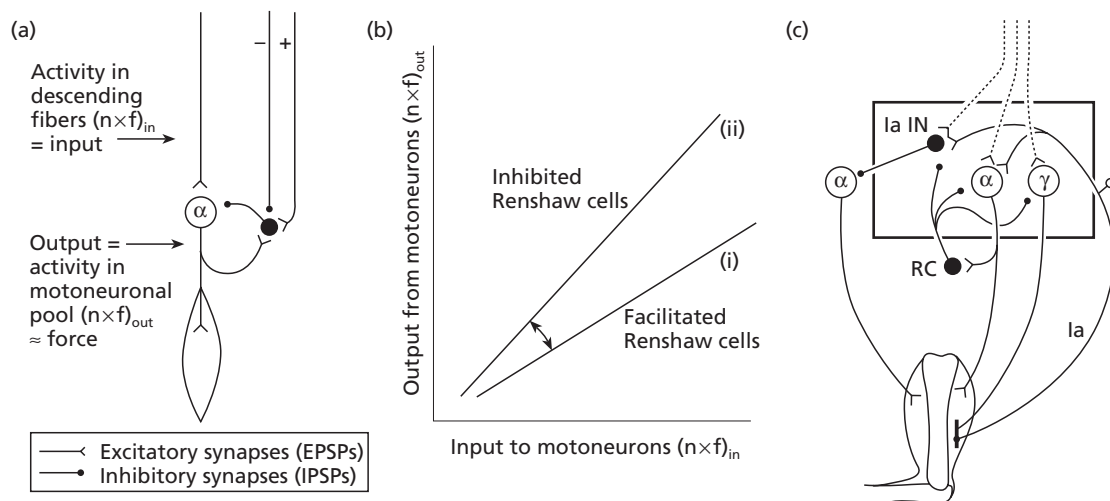 (a)
− +
Activity in
descending
fibers (n×f)in
= input
α
Output =
activity in
motoneuronal
pool (n×f)out
≈ force
Excitatory synapses (EPSPs)
Inhibitory synapses (IPSPs)
(b)
Output from motoneurons (n×f)out
(ii)
Inhibited
Renshaw cells
(i)
Facilitated
Renshaw cells
Input to motoneurons (n×f)in
(c)
Ia IN
α α γ
RC
Ia